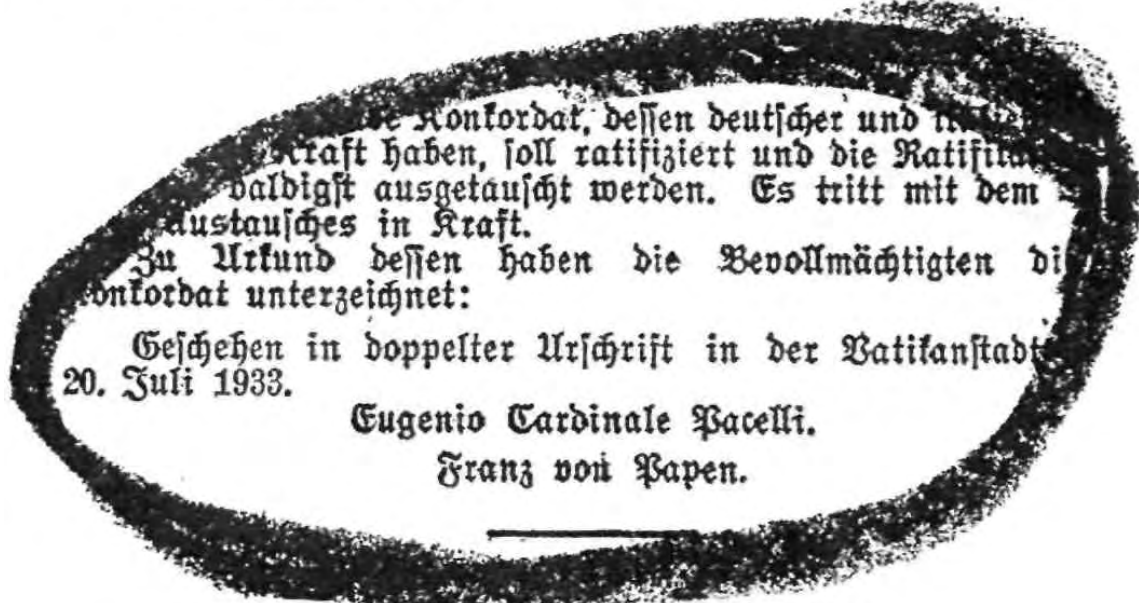 Konkordat, dessen deutscher und
Kraft haben, soll ratifiziert und die
baldigst ausgetauscht werden. Es tritt mit dem
Austausches in Kraft.
Zu Urkund dessen haben die Bevollmächtigten
Konkordat unterzeichnet:
Geschehen in doppelter Urschrift in der Vatikanstadt
20. Juli 1933.
Eugenio Cardinale Pacelli.
Franz von Papen.